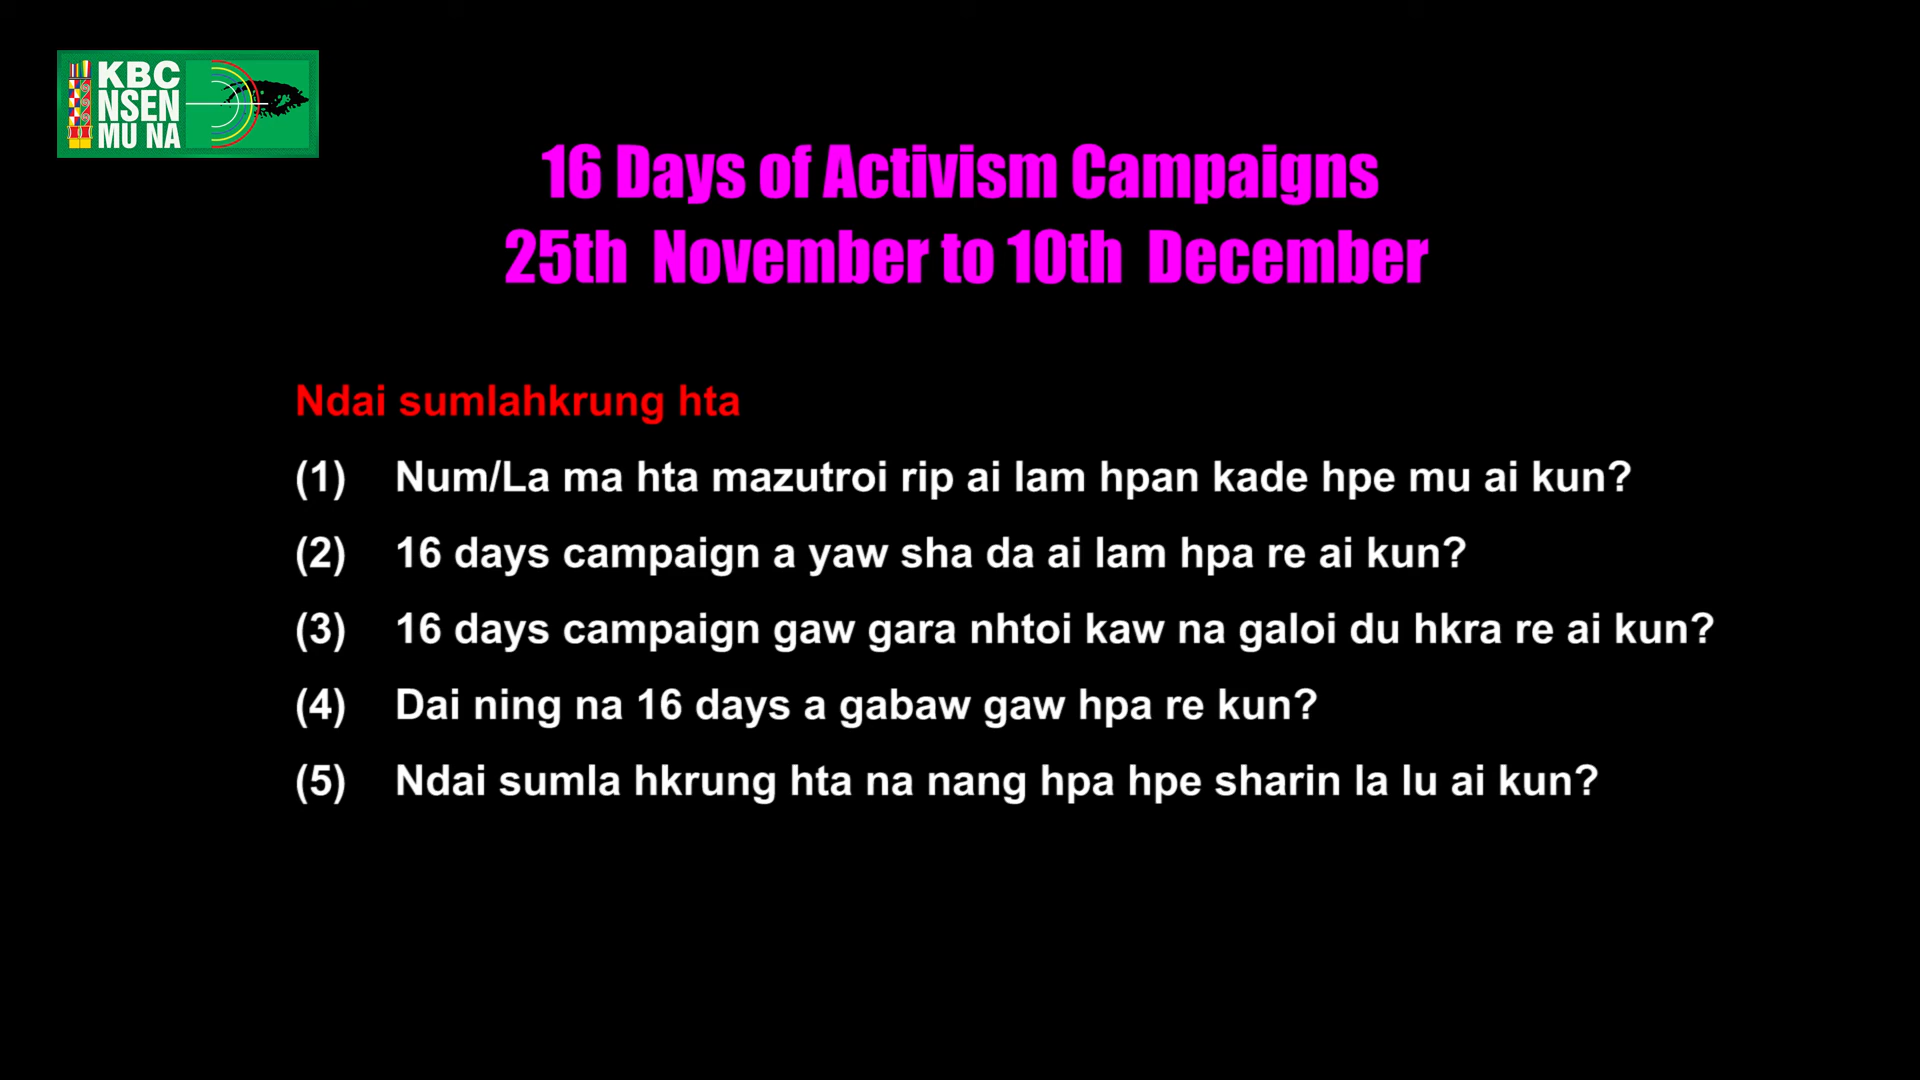 KBC
NSEN
MU NA
16 Days of Activism Campaigns
25th November to 10th December
Ndai sumlahkrung hta
(1) Num/La ma hta mazutroi rip ai lam hpan kade hpe mu ai kun?
(2) 16 days campaign a yaw sha da ai lam hpa re ai kun?
(3) 16 days campaign gaw gara nhtoi kaw na galoi du hkra re ai kun?
(4) Dai ning na 16 days a gabaw gaw hpa re kun?
(5) Ndai sumla hkrung hta na nang hpa hpe sharin la lu ai kun?